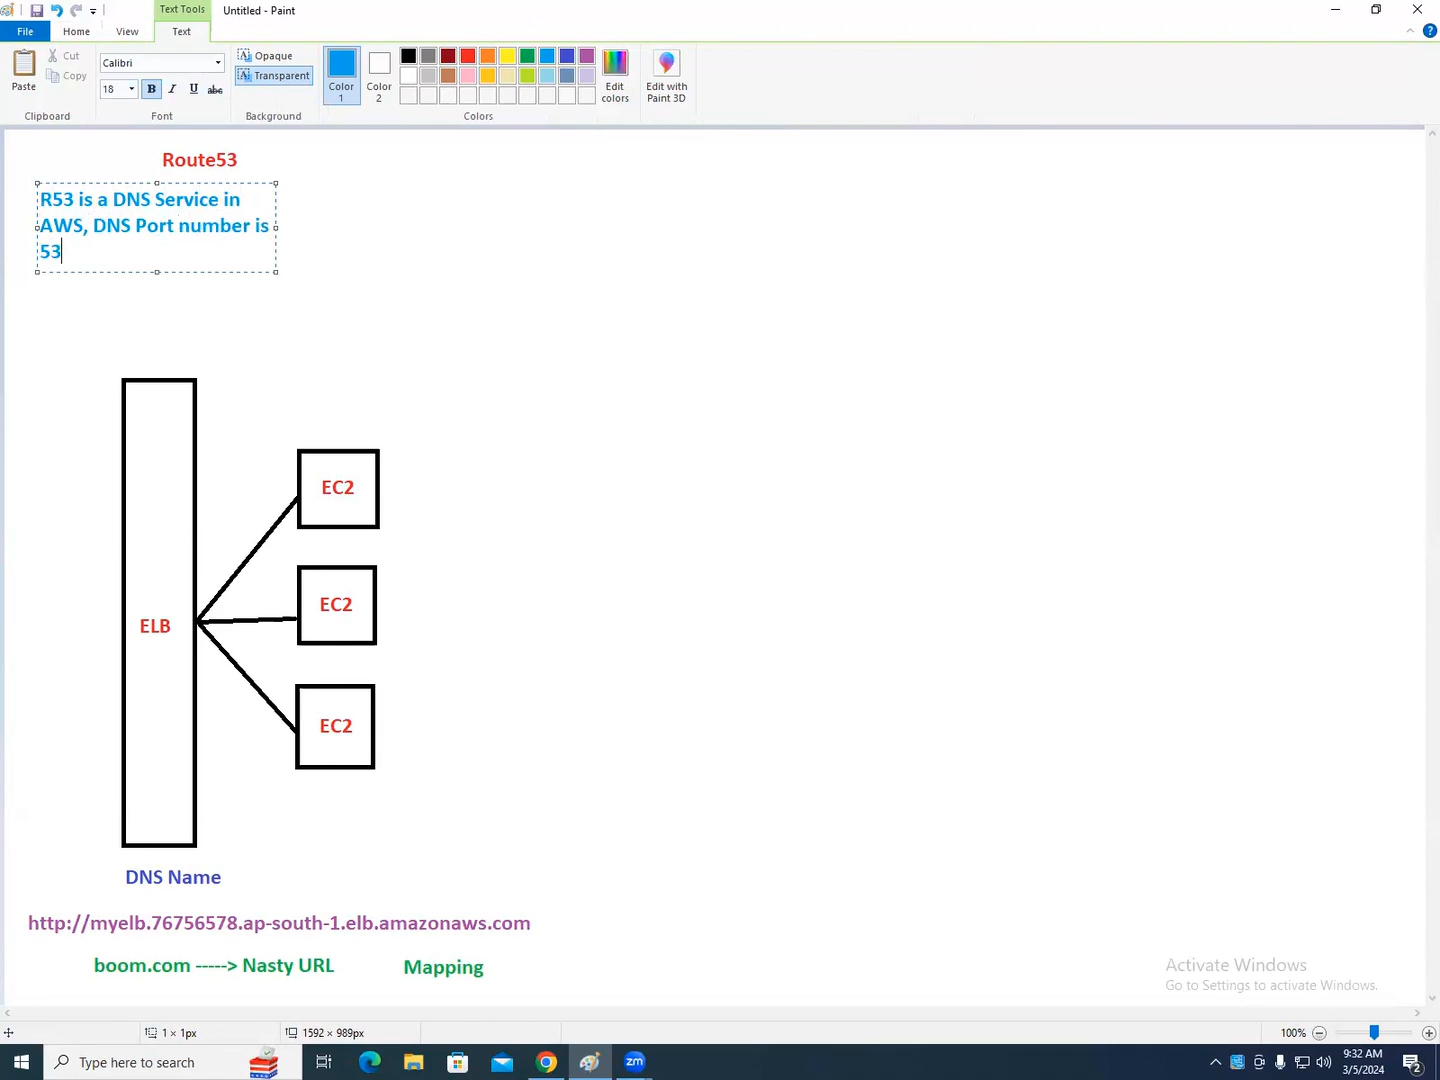 Text Tools
Untitled - Paint
File
Home
View
Text
Paste
Cut
Copy
Clipboard
Calibri
18
B
I
U
abc
Font
Opaque
Transparent
Background
Color 1
Color 2
Colors
Edit colors
Edit with Paint 3D
Route53
R53 is a DNS Service in
AWS, DNS Port number is
53
EC2
EC2
ELB
EC2
DNS Name
http://myelb.76756578.ap-south-1.elb.amazonaws.com
boom.com -----> Nasty URL
Mapping
Activate Windows
Go to Settings to activate Windows.
1 × 1px
1592 × 989px
100%
Type here to search
zm
9:32 AM
3/5/2024
2